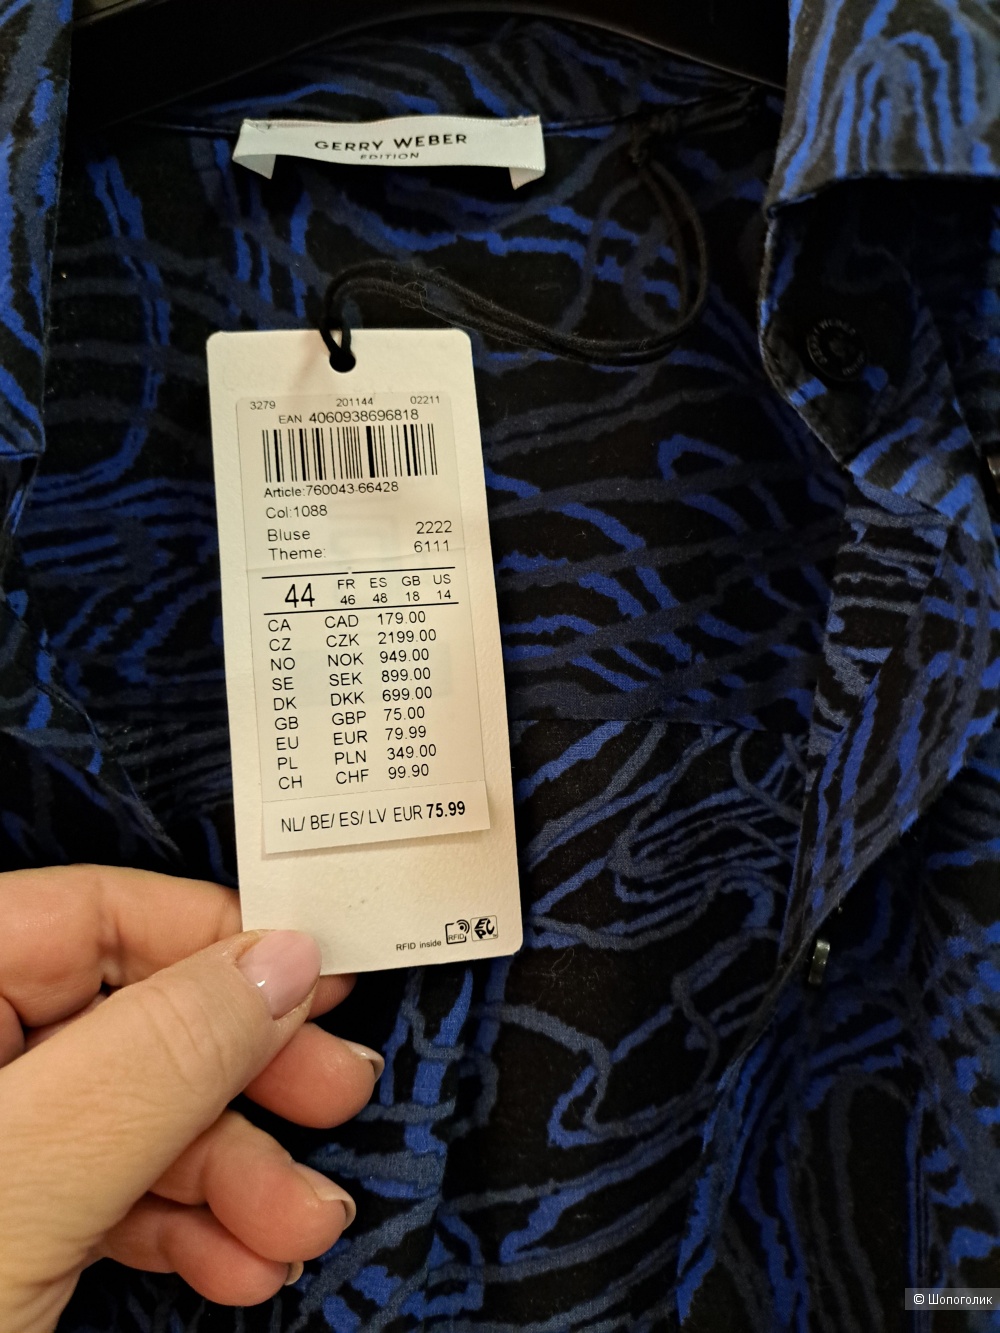 GERRY WEBER
EDITION
3279 201144 02211
EAN 4060938696818
Article:760043-66428
Col:1088
Bluse 2222
Theme: 6111
44 FR 46 ES 48 GB 18 US 14
CA CAD 179.00
CZ CZK 2199.00
NO NOK 949.00
SE SEK 899.00
DK DKK 699.00
GB GBP 75.00
EU EUR 79.99
PL PLN 349.00
CH CHF 99.90
NL/ BE/ ES/ LV EUR 75.99
RFID inside
RFID
EPC
© Шопоголик